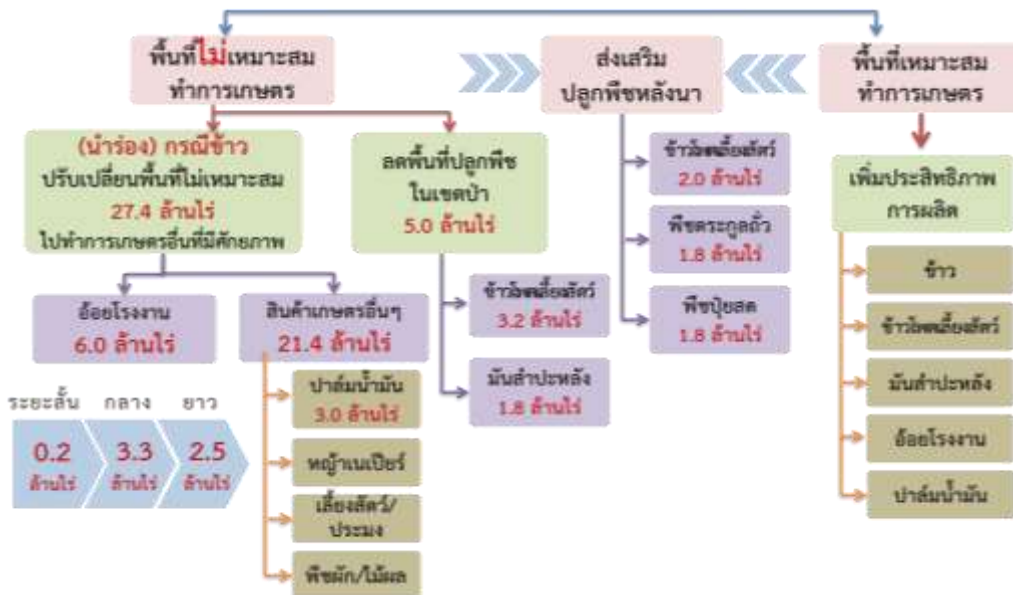 พื้นที่ไม่เหมาะสม
ทำการเกษตร
ส่งเสริม
ปลูกพืชหลังนา
พื้นที่เหมาะสม
ทำการเกษตร
(นำร่อง) กรณีข้าว
ปรับเปลี่ยนพื้นที่ไม่เหมาะสม
27.4 ล้านไร่
ไปทำการเกษตรอื่นที่มีศักยภาพ
ลดพื้นที่ปลูกพืช
ในเขตป่า
5.0 ล้านไร่
ข้าวโพดเลี้ยงสัตว์
2.0 ล้านไร่
พืชตระกูลถั่ว
1.8 ล้านไร่
พืชปุ๋ยสด
1.8 ล้านไร่
เพิ่มประสิทธิภาพ
การผลิต
อ้อยโรงงาน
6.0 ล้านไร่
สินค้าเกษตรอื่นๆ
21.4 ล้านไร่
ข้าวโพดเลี้ยงสัตว์
3.2 ล้านไร่
มันสำปะหลัง
1.8 ล้านไร่
ระยะสั้น กลาง ยาว
0.2 3.3 2.5
ล้านไร่ ล้านไร่ ล้านไร่
ปาล์มน้ำมัน
3.0 ล้านไร่
หญ้าเนเปียร์
เลี้ยงสัตว์/
ประมง
พืชผัก/ไม้ผล
ข้าว
ข้าวโพดเลี้ยงสัตว์
มันสำปะหลัง
อ้อยโรงงาน
ปาล์มน้ำมัน